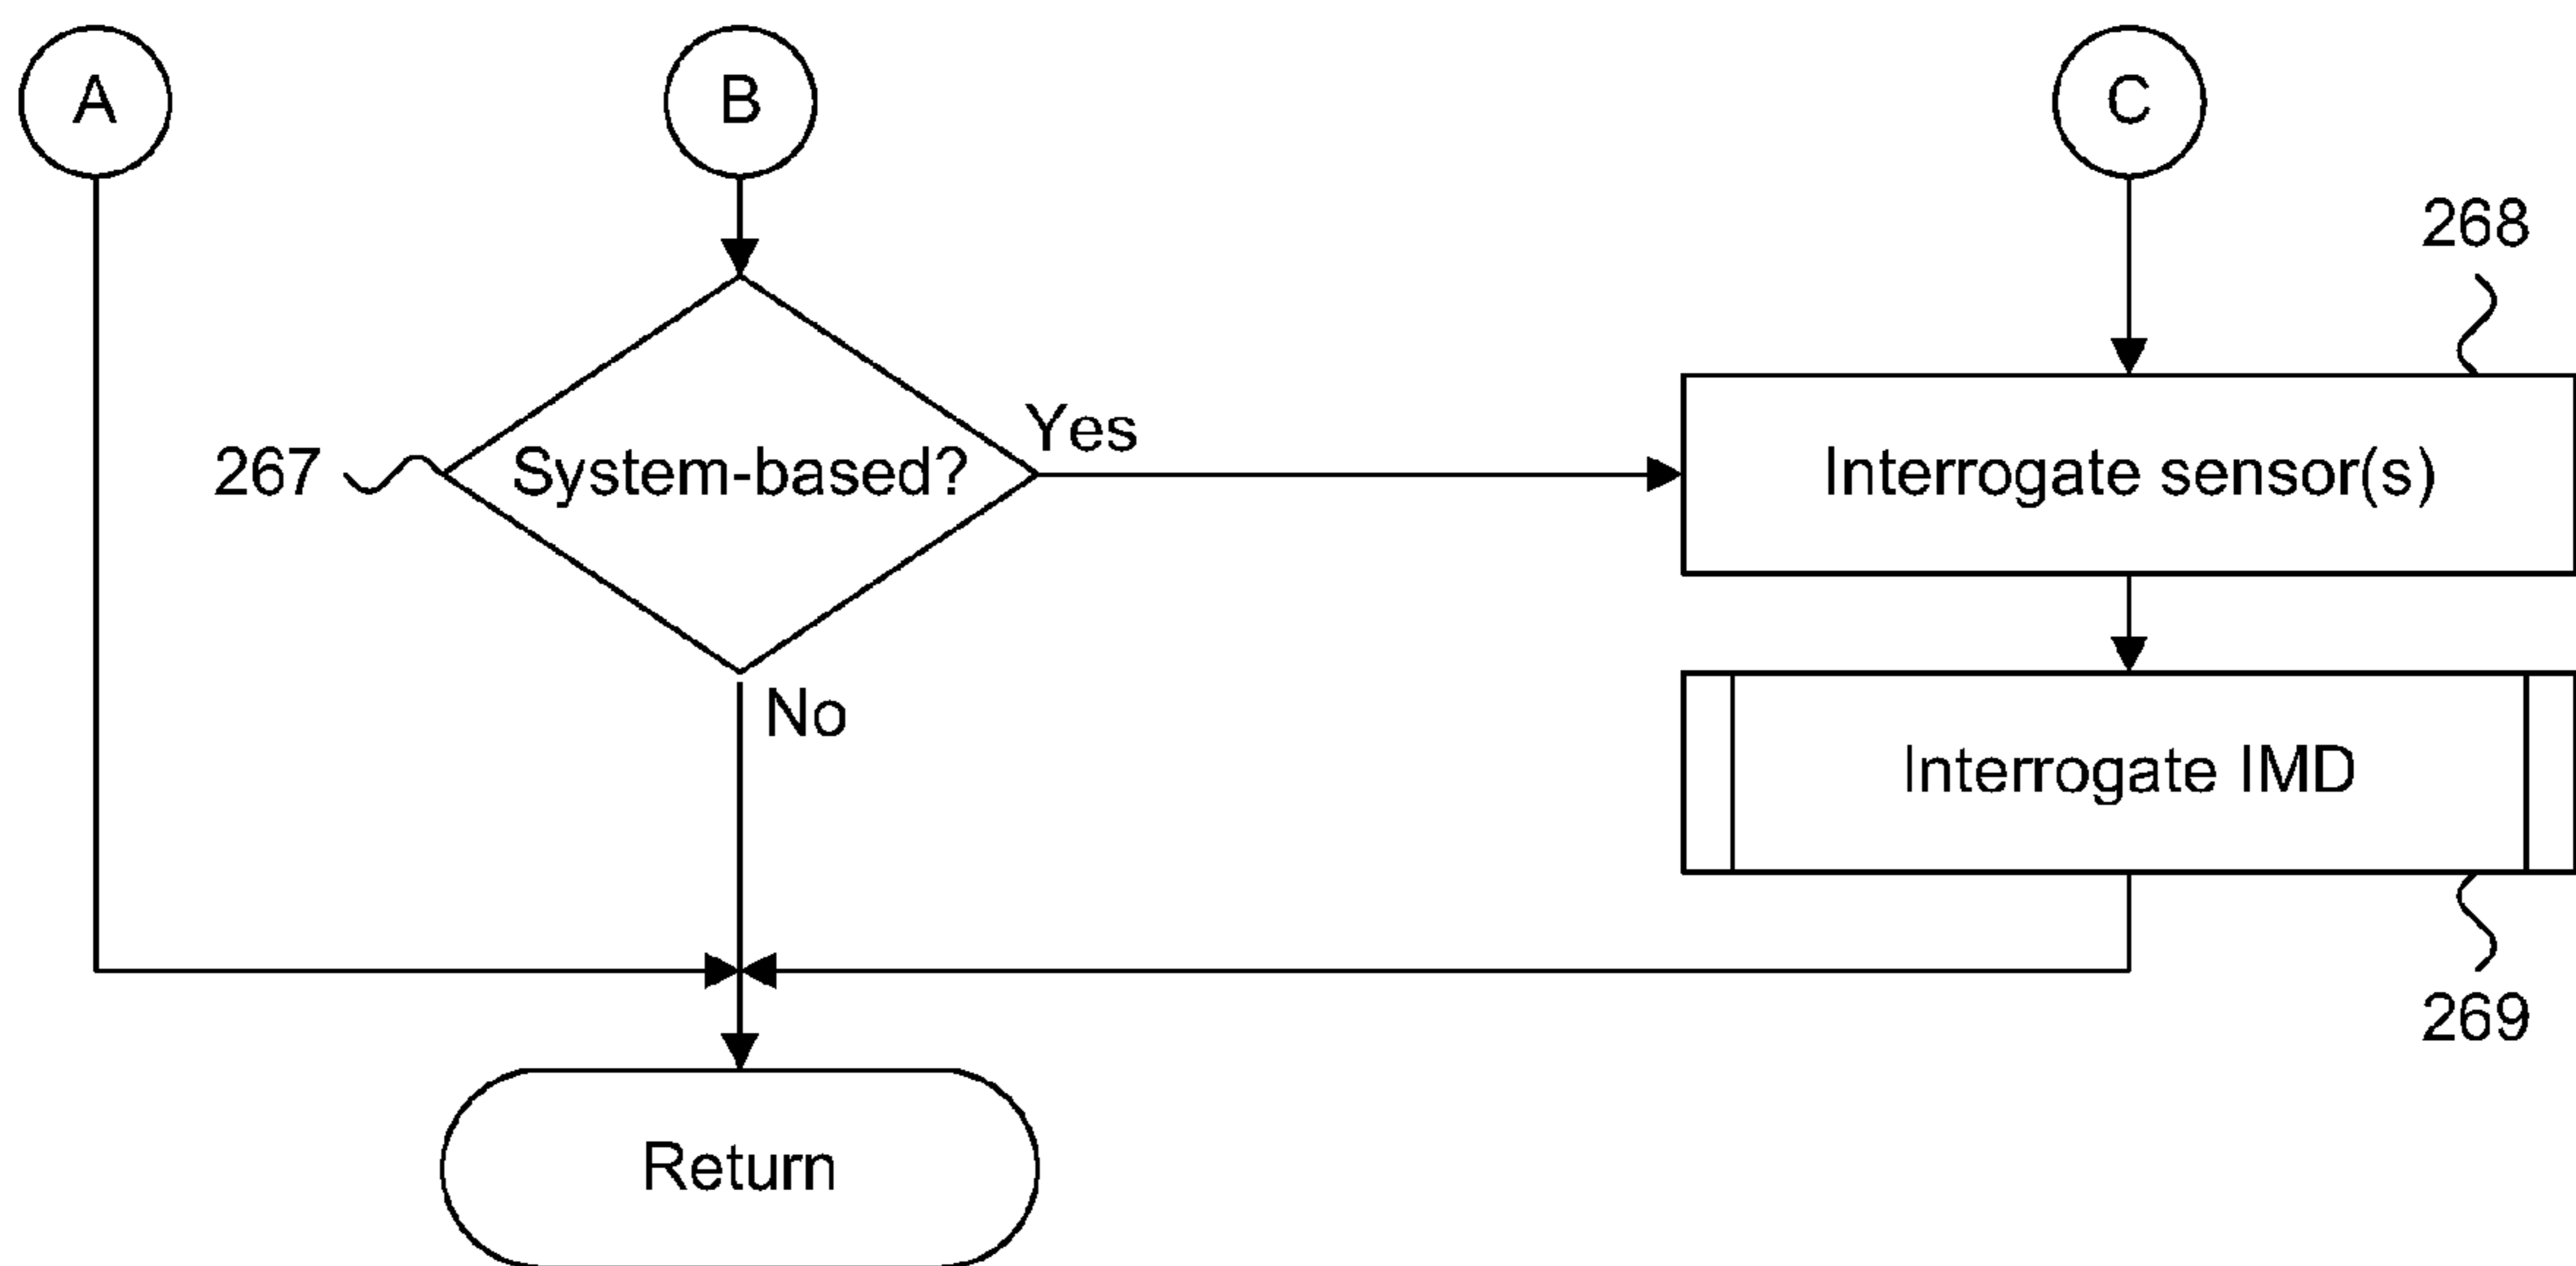 A
B
C
268
Yes
267
System-based?
Interrogate sensor(s)
No
Interrogate IMD
269
Return